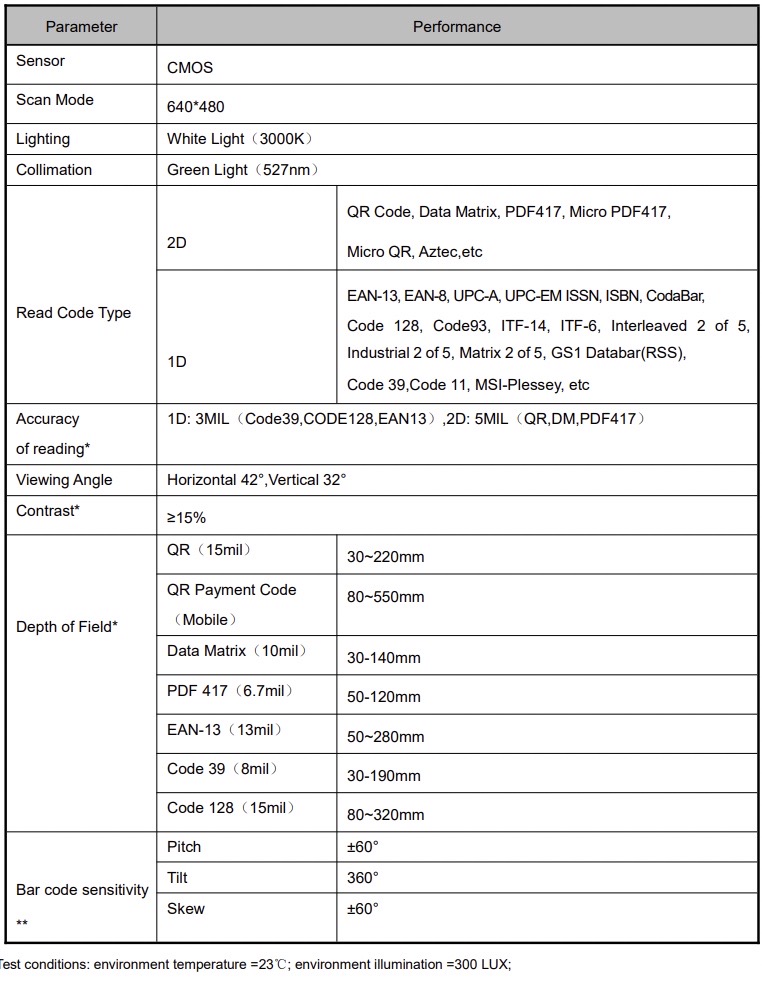 Parameter Performance
Sensor CMOS
Scan Mode 640*480
Lighting White Light（3000K）
Collimation Green Light（527nm）
Read Code Type
2D
QR Code, Data Matrix, PDF417, Micro PDF417,
Micro QR, Aztec,etc
1D
EAN-13, EAN-8, UPC-A, UPC-EM ISSN, ISBN, CodaBar,
Code 128, Code93, ITF-14, ITF-6, Interleaved 2 of 5,
Industrial 2 of 5, Matrix 2 of 5, GS1 Databar(RSS),
Code 39,Code 11, MSI-Plessey, etc
Accuracy
of reading*
1D: 3MIL（Code39,CODE128,EAN13）,2D: 5MIL（QR,DM,PDF417）
Viewing Angle Horizontal 42°,Vertical 32°
Contrast* ≥15%
Depth of Field*
QR（15mil） 30~220mm
QR Payment Code
（Mobile）
80~550mm
Data Matrix（10mil） 30-140mm
PDF 417（6.7mil） 50-120mm
EAN-13（13mil） 50~280mm
Code 39（8mil） 30-190mm
Code 128（15mil） 80~320mm
Bar code sensitivity
**
Pitch ±60°
Tilt 360°
Skew ±60°
Test conditions: environment temperature =23℃; environment illumination =300 LUX;